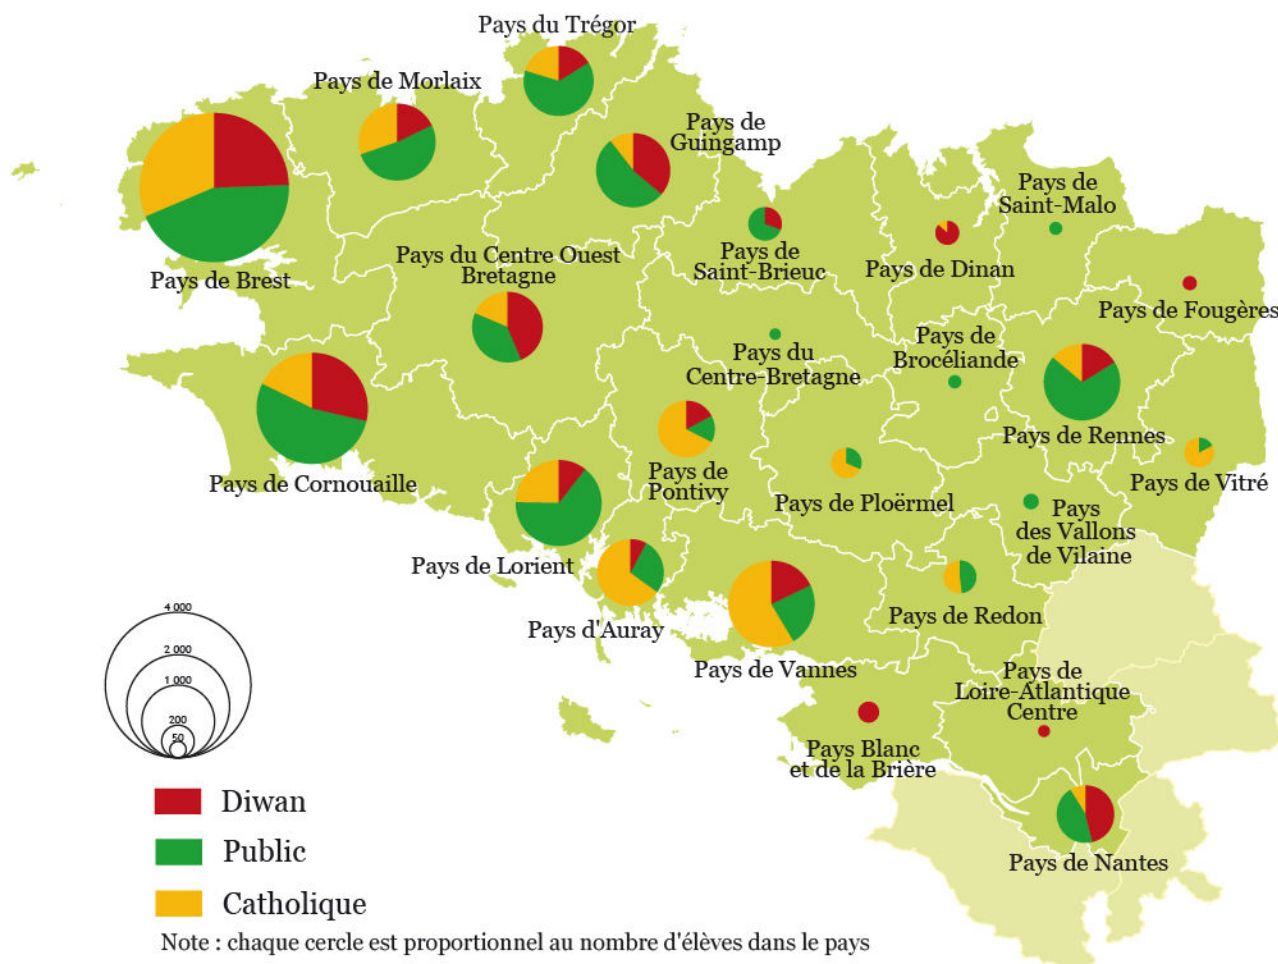 Pays du Trégor
Pays de Morlaix
Pays de
Guingamp
Pays de
Saint-Malo
Pays de Brest
Pays du Centre Ouest
Bretagne
Pays de
Saint-Brieuc
Pays de Dinan
Pays de Fougères
Pays du
Centre-Bretagne
Pays de
Brocéliande
Pays de Rennes
Pays de Cornouaille
Pays de
Pontivy
Pays de Ploërmel
Pays de Vitré
Pays
des Vallons
de Vilaine
Pays de Lorient
Pays d'Auray
Pays de Vannes
Pays de Redon
Pays de
Loire-Atlantique
Centre
Pays Blanc
et de la Brière
Pays de Nantes
4 000
2 000
1 000
200
50
Diwan
Public
Catholique
Note : chaque cercle est proportionnel au nombre d'élèves dans le pays